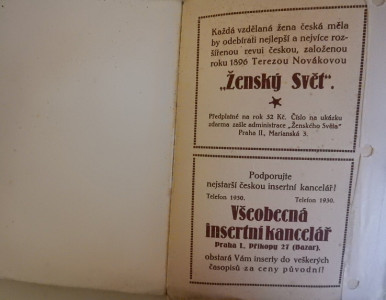 Každá vzdělaná žena česká měla
by odebírati nejlepší a nejvíce roz-
šířenou revui českou, založenou
roku 1896 Terezou Novákovou
„Ženský Svět“.
Předplatné na rok 32 Kč. Číslo na ukázku
zdarma zašle administrace „Ženského Světa“
Praha II., Mariánská 3.
Podporujte
nejstarší českou insertní kancelář!
Telefon 1930. Telefon 1930.
Všeobecná
insertní kancelář
Praha I., Příkopy 27 (Bazar),
obstará Vám inserty do veškerých
časopisů za ceny původní!